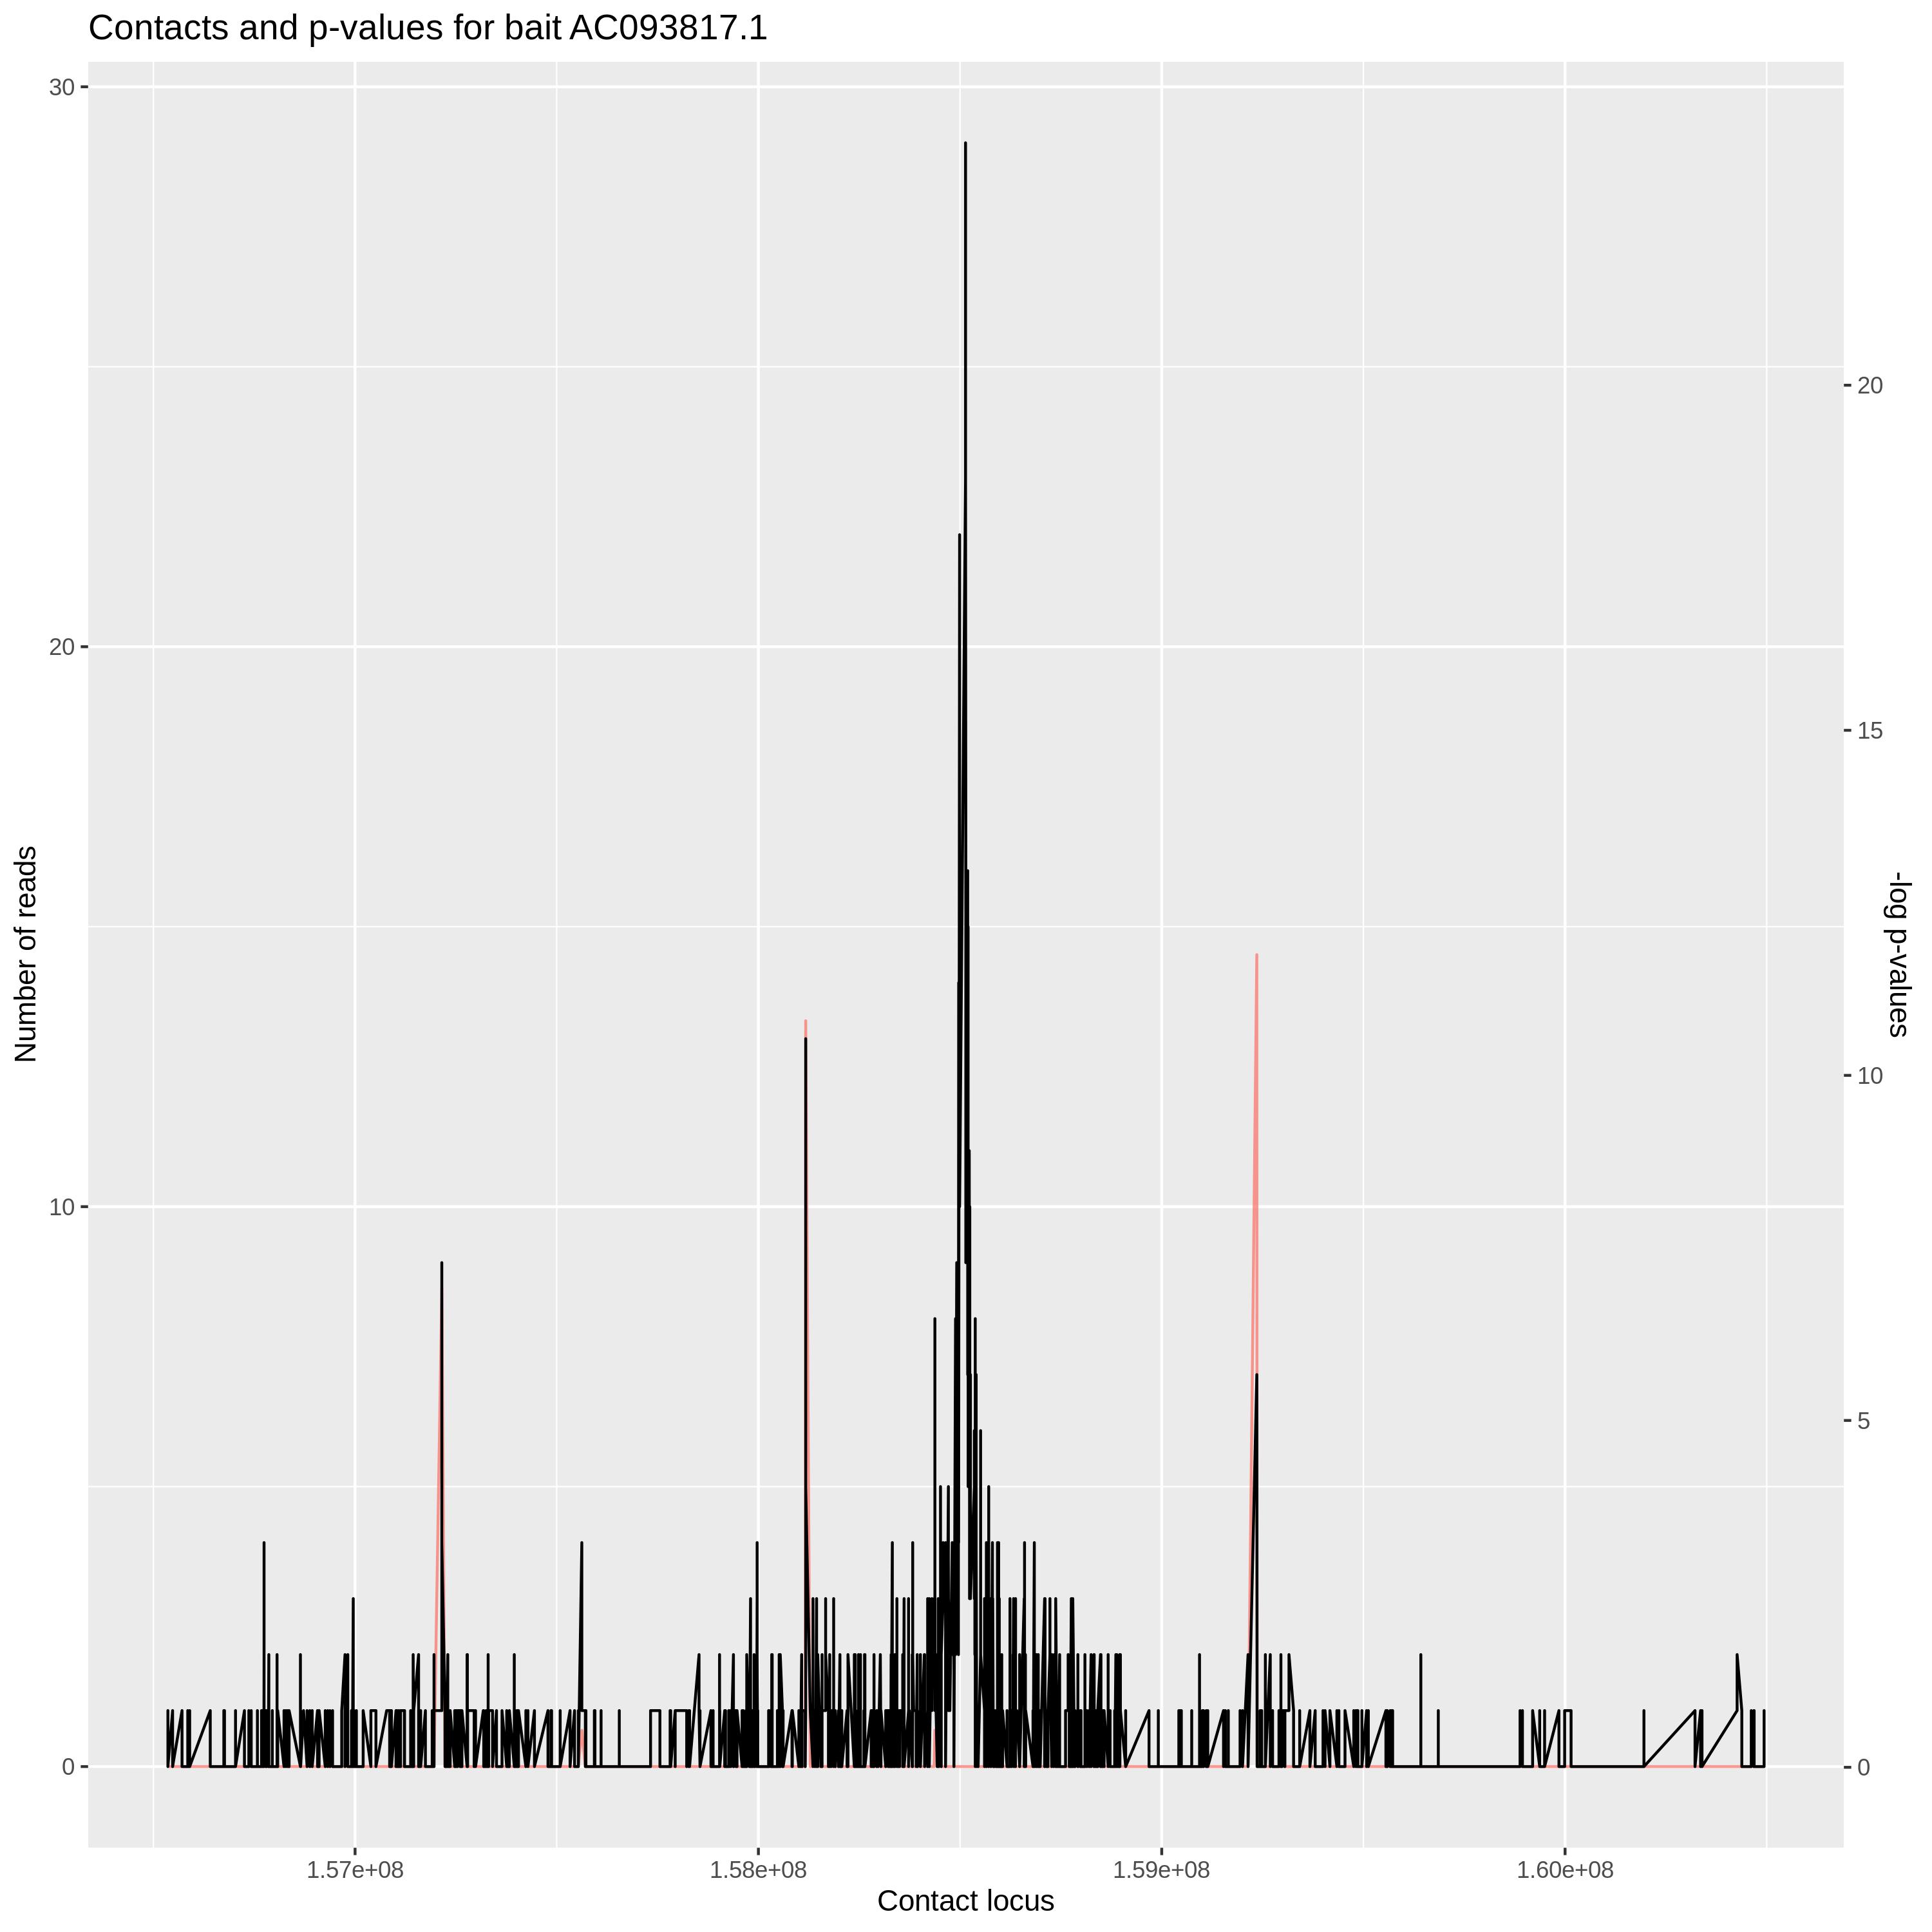 Contacts and p-values for bait AC093817.1
30
20
10
0
Number of reads
20
15
10
5
0
-log p-values
1.57e+08 1.58e+08 1.59e+08 1.60e+08
Contact locus